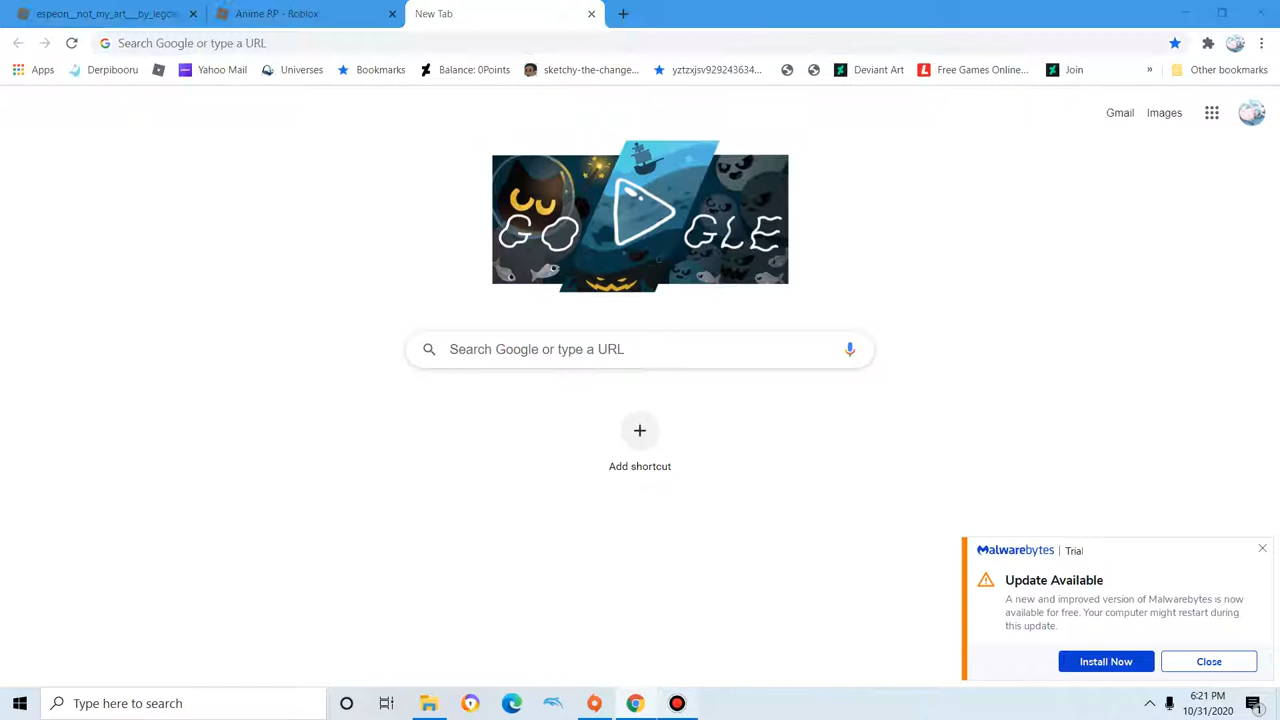 espeon__not_my_art__by_legce
Anime RP - Roblox
New Tab
Search Google or type a URL
Apps
Derpibooru
Yahoo Mail
Universes
Bookmarks
Balance: 0Points
sketchy-the-change...
yztzxjsv929243634...
Deviant Art
Free Games Online...
Join
»
Other bookmarks
Gmail
Images
GO GLE
Search Google or type a URL
Add shortcut
Malwarebytes | Trial
Update Available
A new and improved version of Malwarebytes is now
available for free. Your computer might restart during
this update.
Install Now
Close
Type here to search
6:21 PM
10/31/2020
1